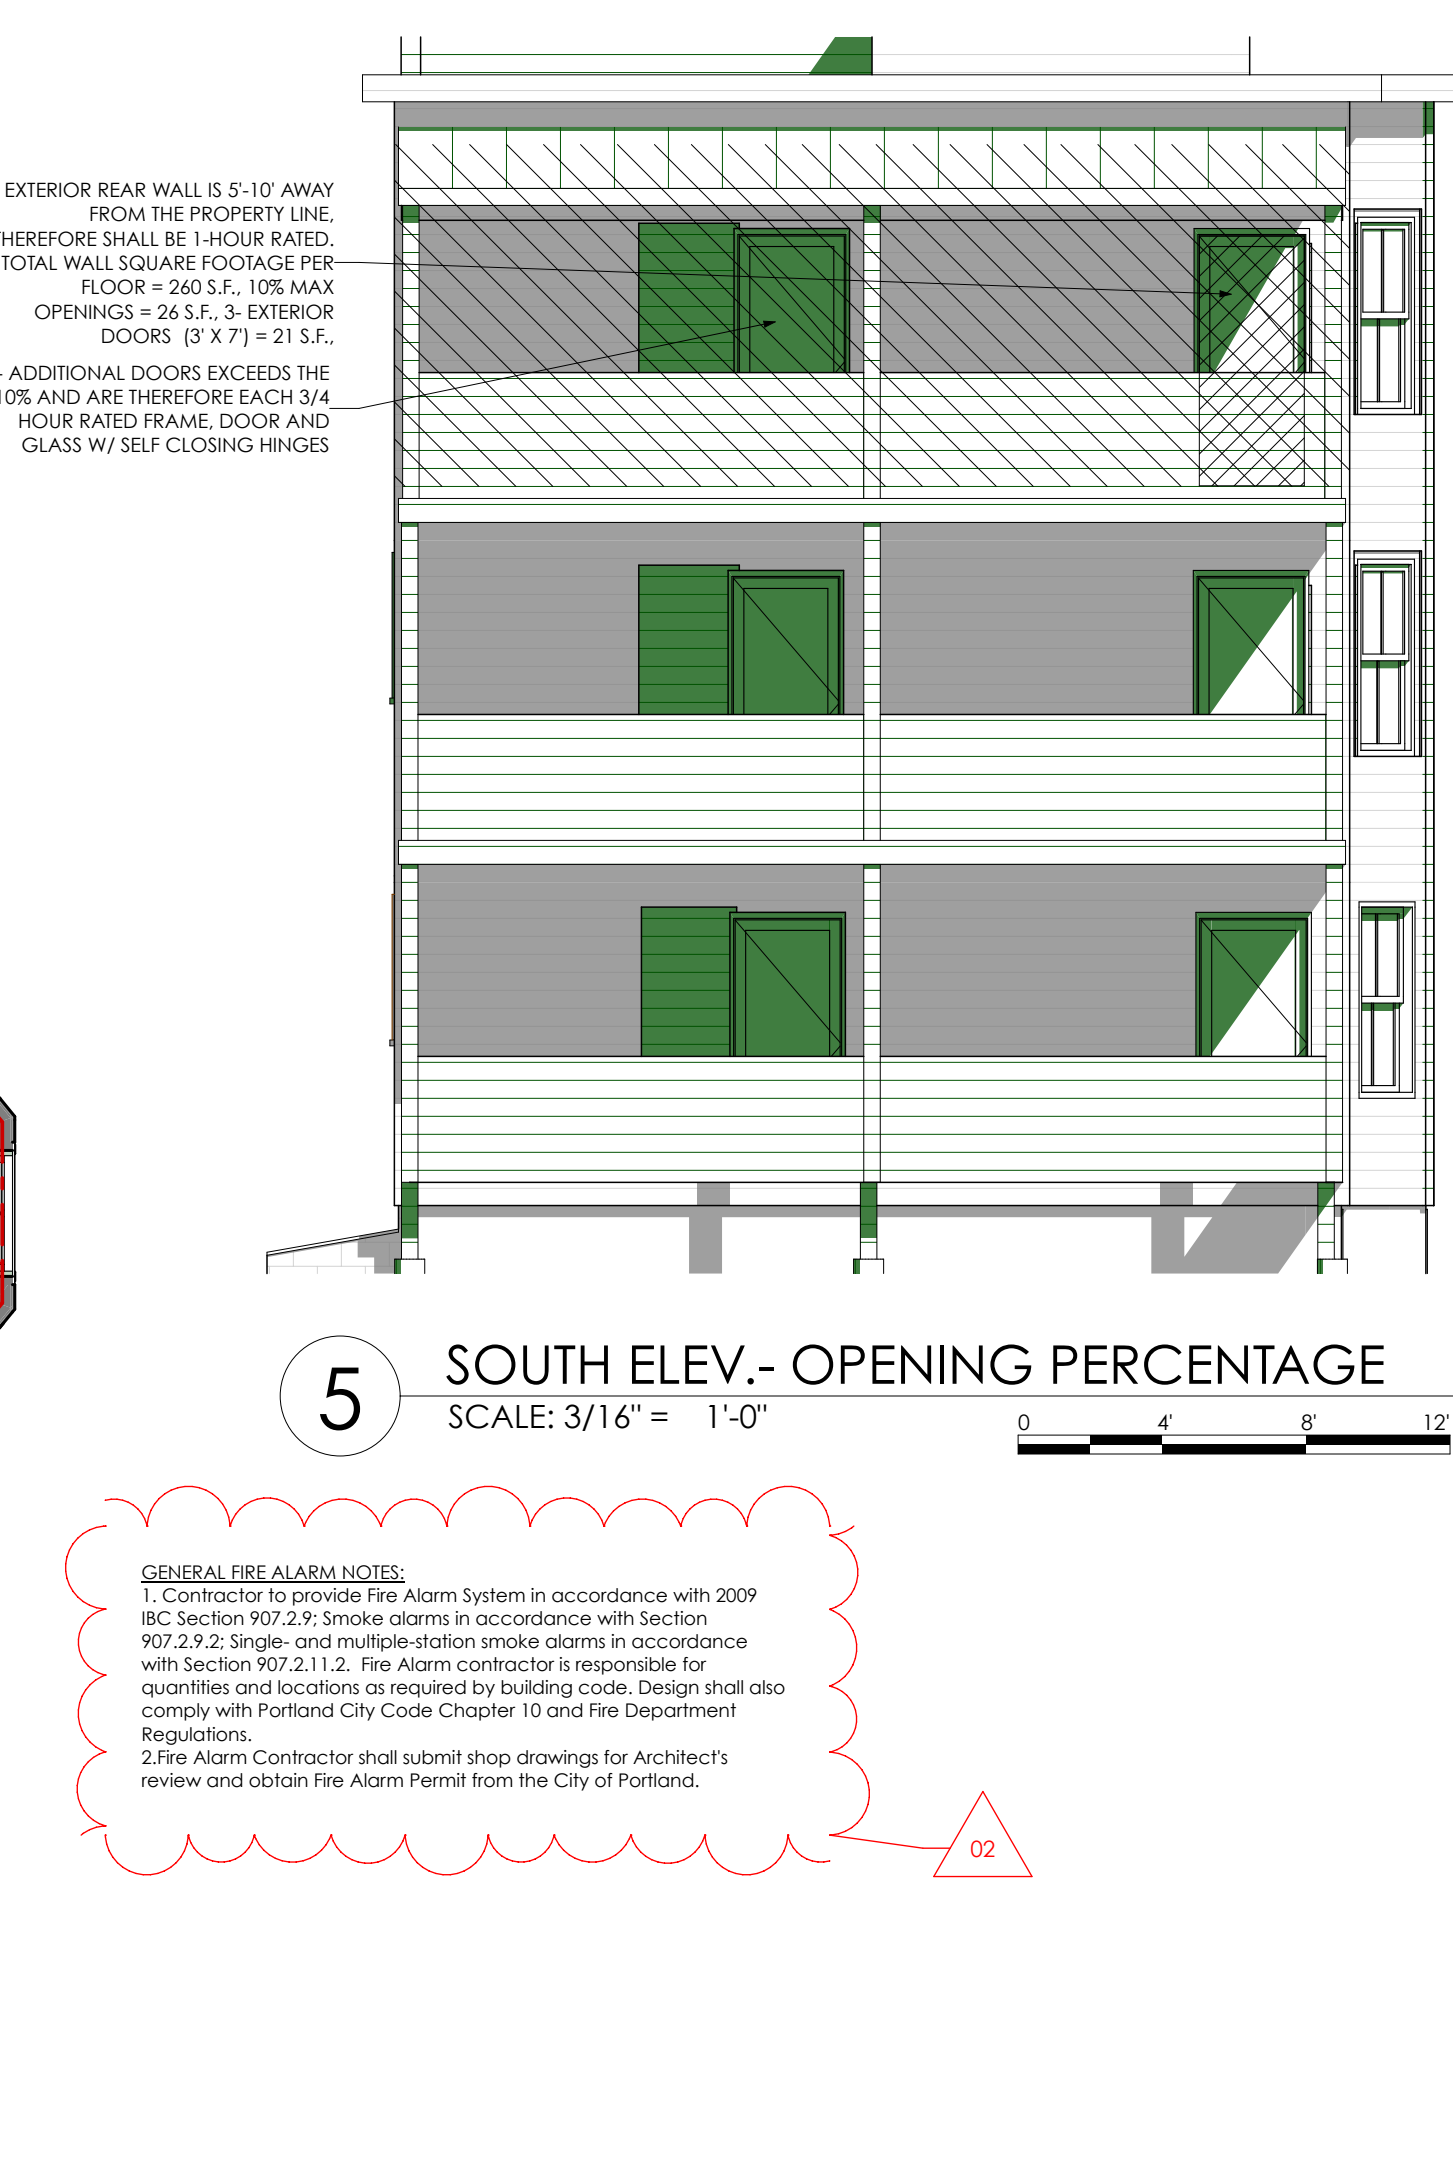 EXTERIOR REAR WALL IS 5'-10' AWAY
FROM THE PROPERTY LINE,
THEREFORE SHALL BE 1-HOUR RATED.
TOTAL WALL SQUARE FOOTAGE PER
FLOOR = 260 S.F., 10% MAX
OPENINGS = 26 S.F., 3- EXTERIOR
DOORS (3' X 7') = 21 S.F.,
- ADDITIONAL DOORS EXCEEDS THE
10% AND ARE THEREFORE EACH 3/4
HOUR RATED FRAME, DOOR AND
GLASS W/ SELF CLOSING HINGES
5
SOUTH ELEV.- OPENING PERCENTAGE
SCALE: 3/16" = 1'-0"
0 4' 8' 12'
GENERAL FIRE ALARM NOTES:
1. Contractor to provide Fire Alarm System in accordance with 2009
IBC Section 907.2.9; Smoke alarms in accordance with Section
907.2.9.2; Single- and multiple-station smoke alarms in accordance
with Section 907.2.11.2. Fire Alarm contractor is responsible for
quantities and locations as required by building code. Design shall also
comply with Portland City Code Chapter 10 and Fire Department
Regulations.
2.Fire Alarm Contractor shall submit shop drawings for Architect's
review and obtain Fire Alarm Permit from the City of Portland.
02